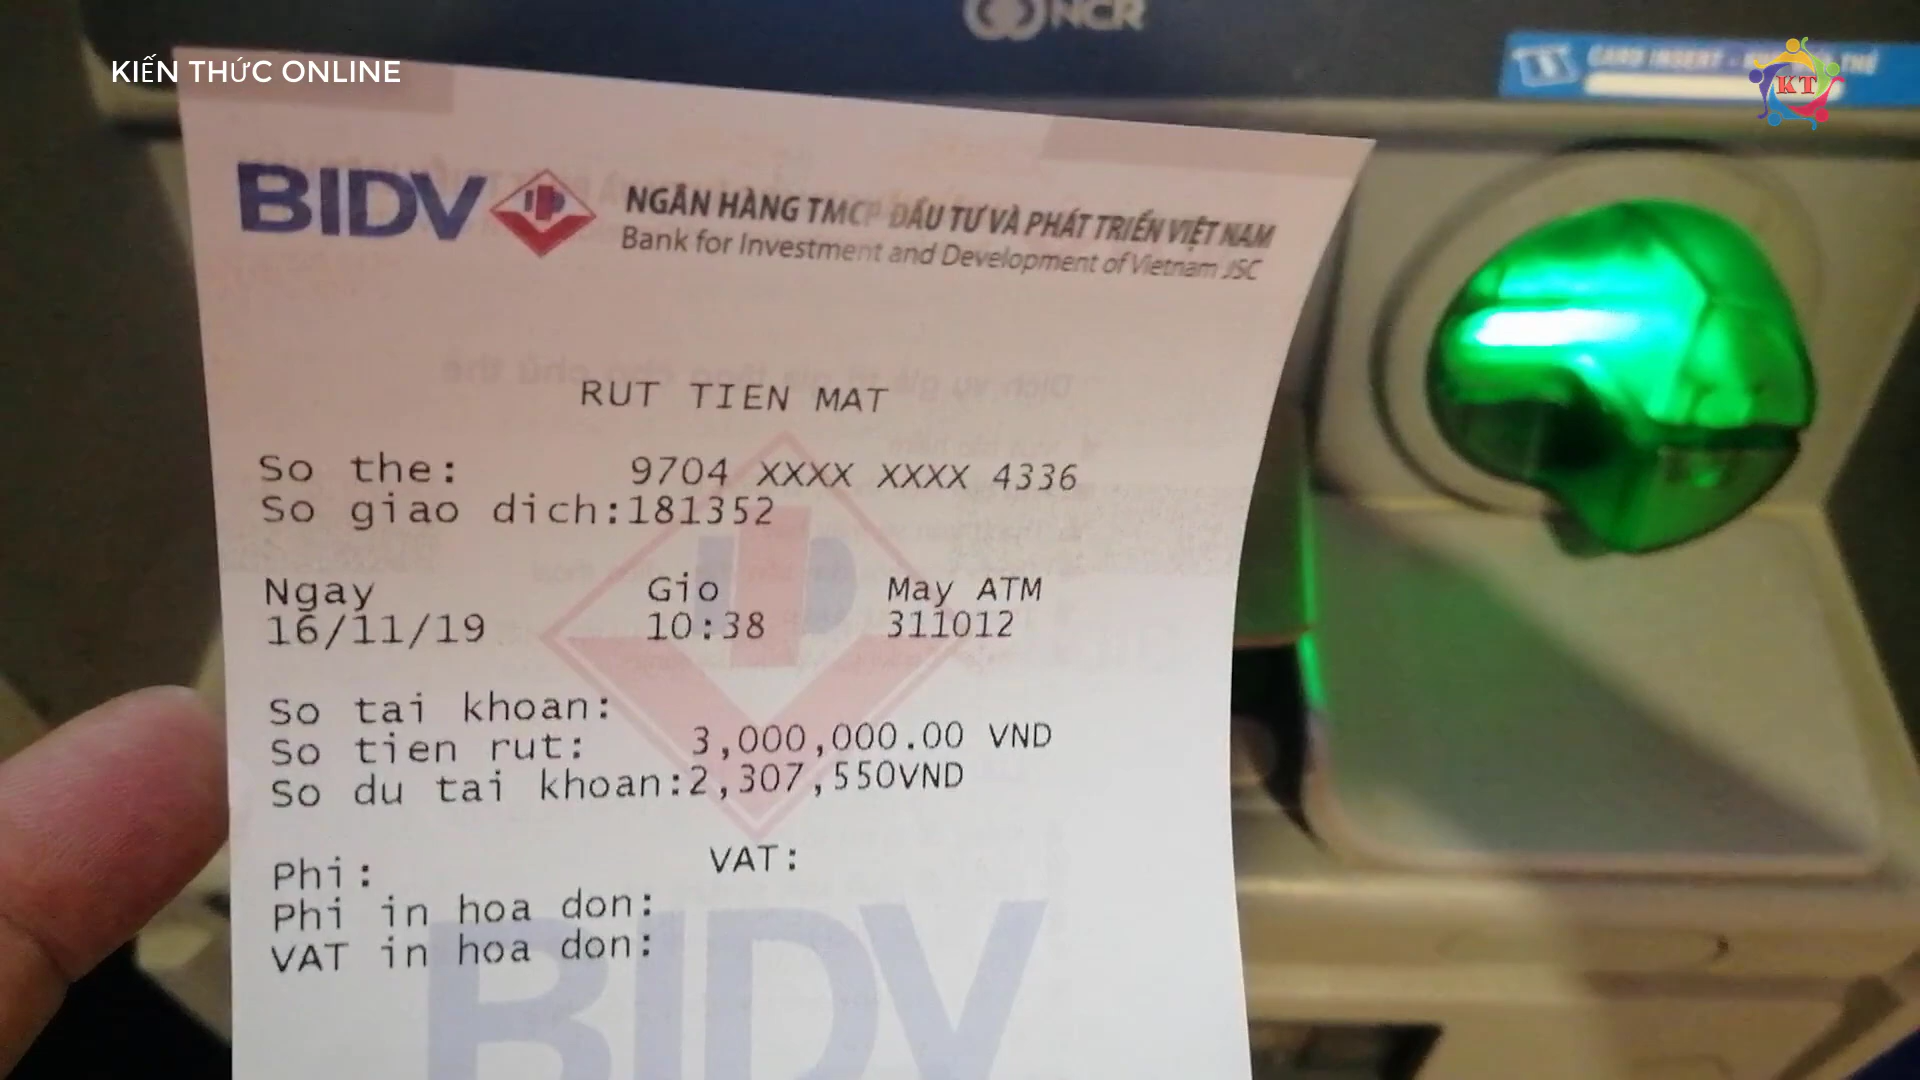 NCR
KIẾN THỨC ONLINE
CARD INSERT -
KT
BIDV
NGÂN HÀNG TMCP ĐẦU TƯ VÀ PHÁT TRIỂN VIỆT NAM
Bank for Investment and Development of Vietnam JSC
RUT TIEN MAT
So the: 9704 XXXX XXXX 4336
So giao dich:181352
Ngay Gio May ATM
16/11/19 10:38 311012
So tai khoan:
So tien rut: 3,000,000.00 VND
So du tai khoan:2,307,550VND
Phi: VAT:
Phi in hoa don:
VAT in hoa don:
BIDV